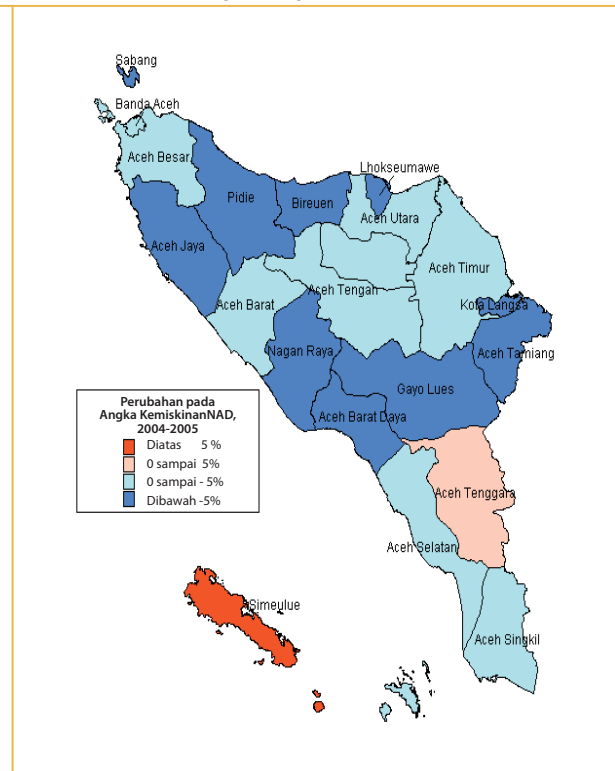 Sabang
Banda Aceh
Aceh Besar
Lhokseumawe
Pidie
Bireuen
Aceh Utara
Aceh Jaya
Aceh Timur
Aceh Tengah
Aceh Barat
Kota Langsa
Nagan Raya
Aceh Tamiang
Gayo Lues
Aceh Barat Daya
Perubahan pada
Angka KemiskinanNAD,
2004-2005
Diatas 5 %
0 sampai 5%
0 sampai - 5%
Dibawah -5%
Aceh Tenggara
Aceh Selatan
Simeulue
Aceh Singkil